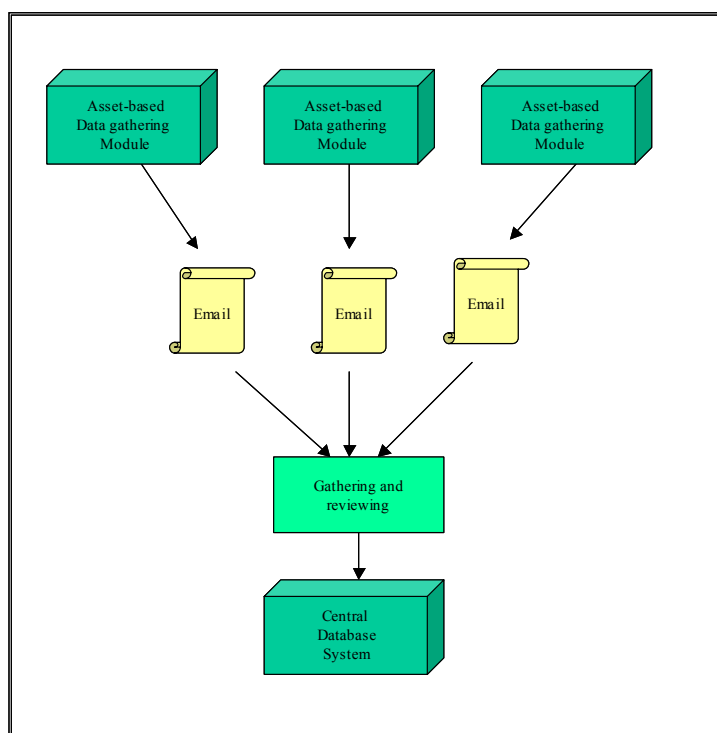 Asset-based
Data gathering
Module
Asset-based
Data gathering
Module
Asset-based
Data gathering
Module
Email
Email
Email
Gathering and
reviewing
Central
Database
System